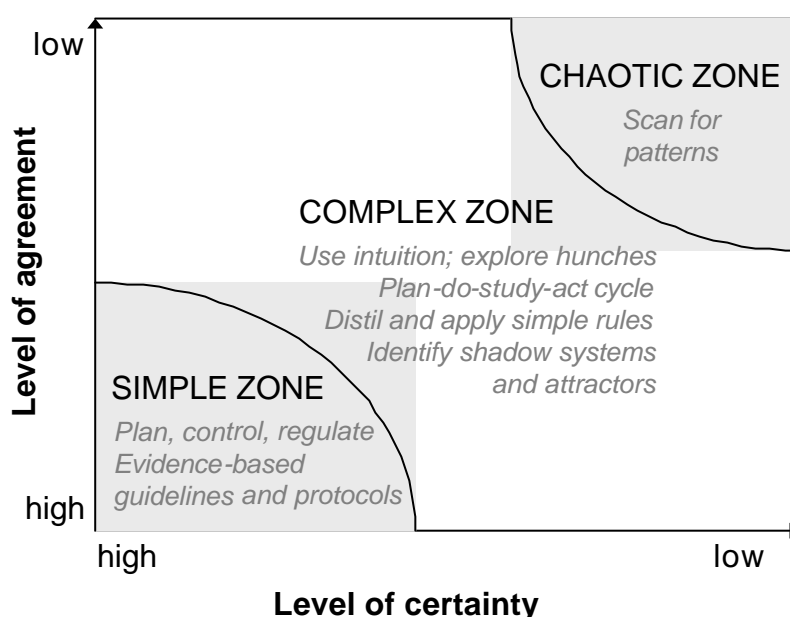 low
CHAOTIC ZONE
Scan for
patterns
COMPLEX ZONE
Use intuition; explore hunches
Plan-do-study-act cycle
Distil and apply simple rules
Identify shadow systems
and attractors
SIMPLE ZONE
Plan, control, regulate
Evidence-based
guidelines and protocols
Level of agreement
high
high
low
Level of certainty